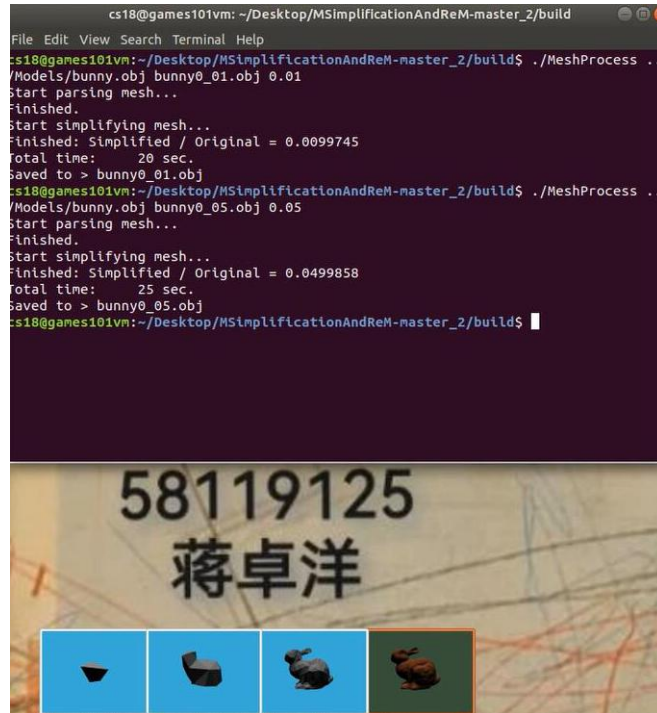 cs18@games101vm: ~/Desktop/MSimplificationAndReM-master_2/build
File Edit View Search Terminal Help
cs18@games101vm:~/Desktop/MSimplificationAndReM-master_2/build$ ./MeshProcess ..
/Models/bunny.obj bunny0_01.obj 0.01
Start parsing mesh...
Finished.
Start simplifying mesh...
Finished: Simplified / Original = 0.0099745
Total time: 20 sec.
Saved to > bunny0_01.obj
cs18@games101vm:~/Desktop/MSimplificationAndReM-master_2/build$ ./MeshProcess ..
/Models/bunny.obj bunny0_05.obj 0.05
Start parsing mesh...
Finished.
Start simplifying mesh...
Finished: Simplified / Original = 0.0499858
Total time: 25 sec.
Saved to > bunny0_05.obj
cs18@games101vm:~/Desktop/MSimplificationAndReM-master_2/build$
58119125
蒋卓洋